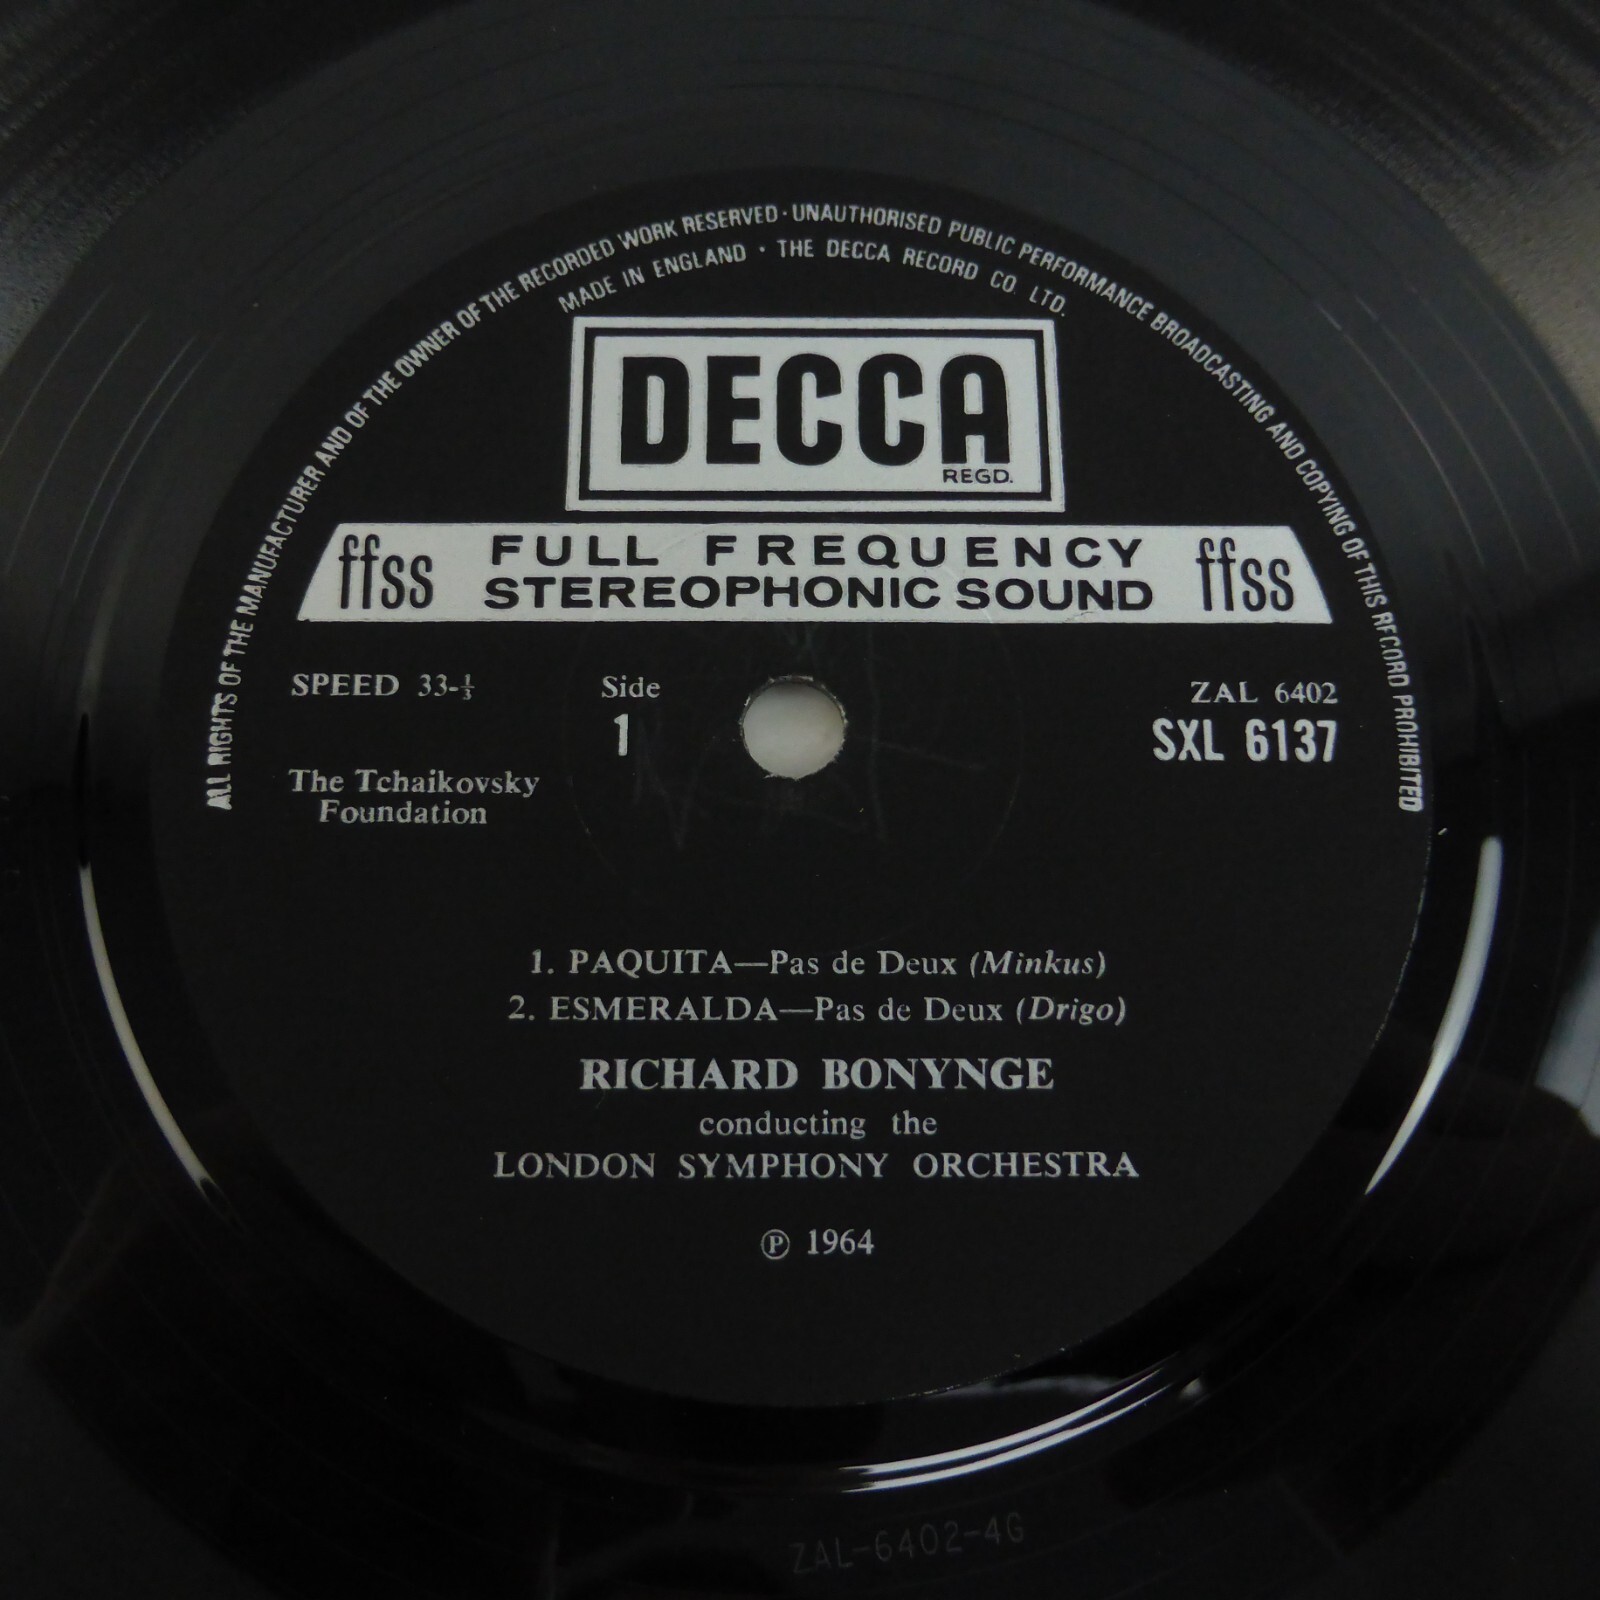 ALL RIGHTS OF THE MANUFACTURER AND OF THE OWNER OF THE RECORDED WORK RESERVED · UNAUTHORISED PUBLIC PERFORMANCE BROADCASTING AND COPYING OF THIS RECORD PROHIBITED
MADE IN ENGLAND · THE DECCA RECORD CO. LTD.
DECCA
REGD.
ffss FULL FREQUENCY ffss
STEREOPHONIC SOUND
SPEED 33-⅓ Side ZAL 6402
1 SXL 6137
The Tchaikovsky
Foundation
1. PAQUITA—Pas de Deux (Minkus)
2. ESMERALDA—Pas de Deux (Drigo)
RICHARD BONYNGE
conducting the
LONDON SYMPHONY ORCHESTRA
℗ 1964
ZAL-6402-4G